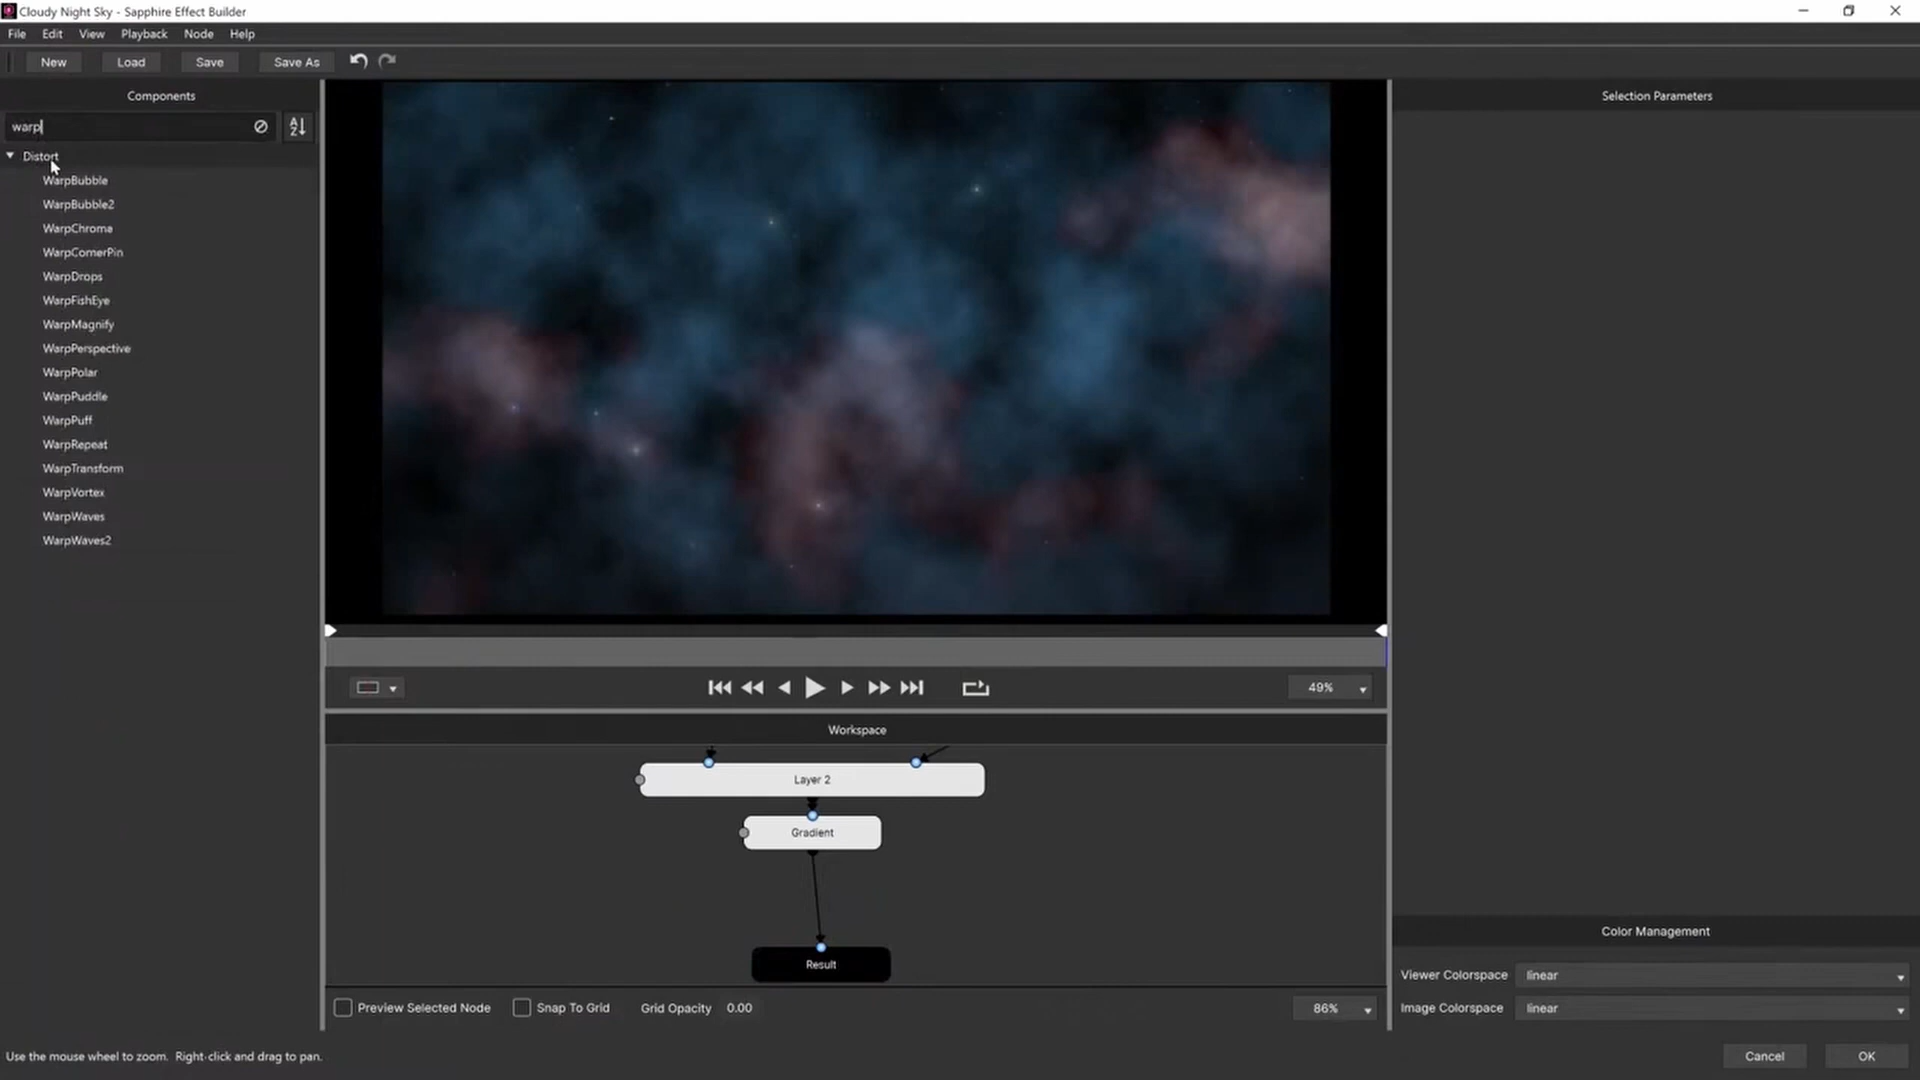 Cloudy Night Sky - Sapphire Effect Builder
File Edit View Playback Node Help
New Load Save Save As
Components
Selection Parameters
warp
Distort
WarpBubble
WarpBubble2
WarpChroma
WarpCornerPin
WarpDrops
WarpFishEye
WarpMagnify
WarpPerspective
WarpPolar
WarpPuddle
WarpPuff
WarpRepeat
WarpTransform
WarpVortex
WarpWaves
WarpWaves2
49%
Workspace
Layer 2
Gradient
Result
Preview Selected Node Snap To Grid Grid Opacity 0.00 86%
Color Management
Viewer Colorspace linear
Image Colorspace linear
Use the mouse wheel to zoom. Right-click and drag to pan.
Cancel OK